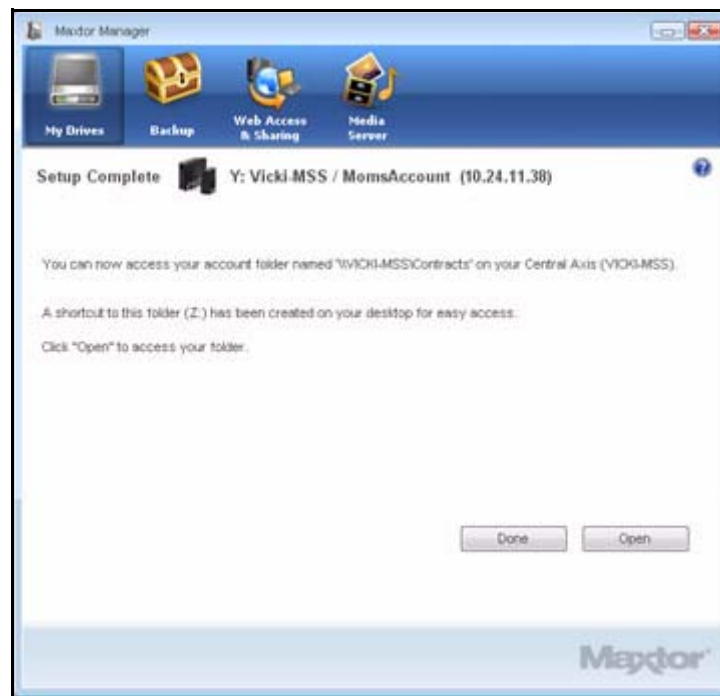 Maxtor Manager
My Drives
Backup
Web Access
& Sharing
Media
Server
Setup Complete
Y: Vicki-MSS / MomsAccount (10.24.11.38)
You can now access your account folder named '\\VICKI-MSS\Contracts' on your Central Axis (VICKI-MSS).
A shortcut to this folder (Z:) has been created on your desktop for easy access.
Click "Open" to access your folder.
Done
Open
Maxtor